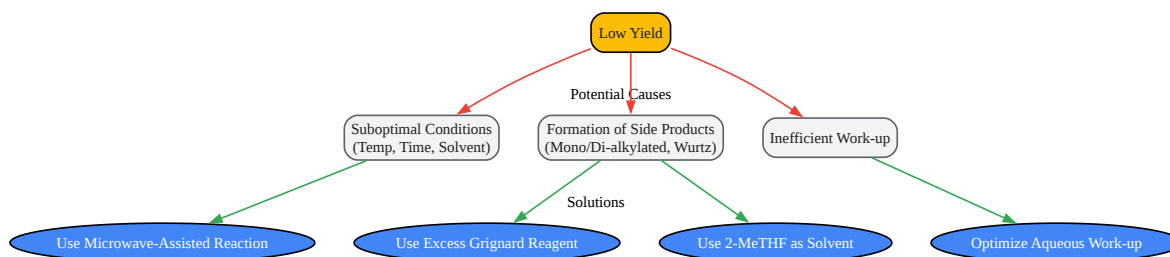 Low Yield
Potential Causes
Suboptimal Conditions
(Temp, Time, Solvent)
Formation of Side Products
(Mono/Di-alkylated, Wurtz)
Inefficient Work-up
Solutions
Use Microwave-Assisted Reaction
Use Excess Grignard Reagent
Use 2-MeTHF as Solvent
Optimize Aqueous Work-up